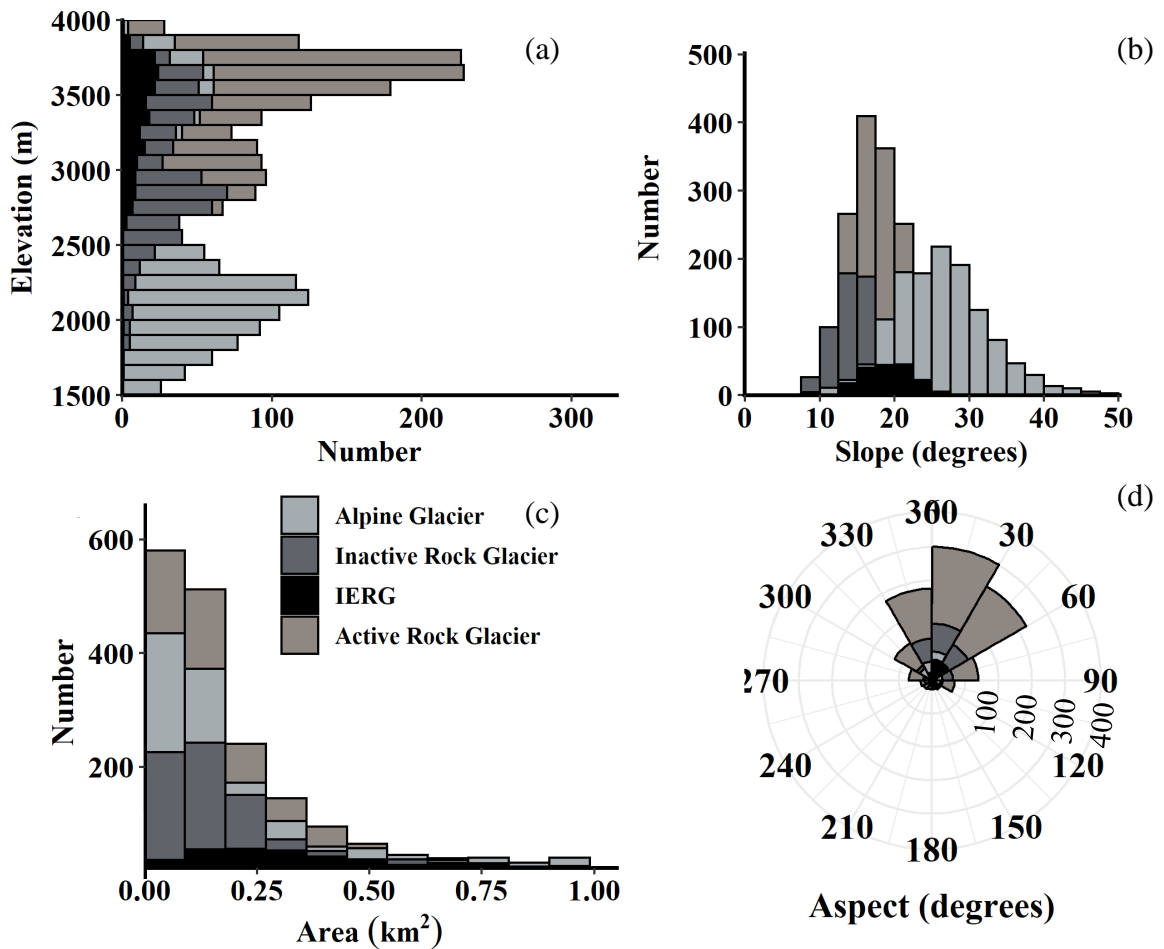 (a)
4000
3500
3000
2500
2000
1500
Elevation (m)
0 100 200 300
Number
(b)
500
400
300
200
100
0
Number
0 10 20 30 40 50
Slope (degrees)
(c)
Alpine Glacier
Inactive Rock Glacier
IERG
Active Rock Glacier
600
400
200
Number
0.00 0.25 0.50 0.75 1.00
Area (km²)
(d)
330 30
300 60
270 90
240 120
210 150
180
100
200
300
400
Aspect (degrees)